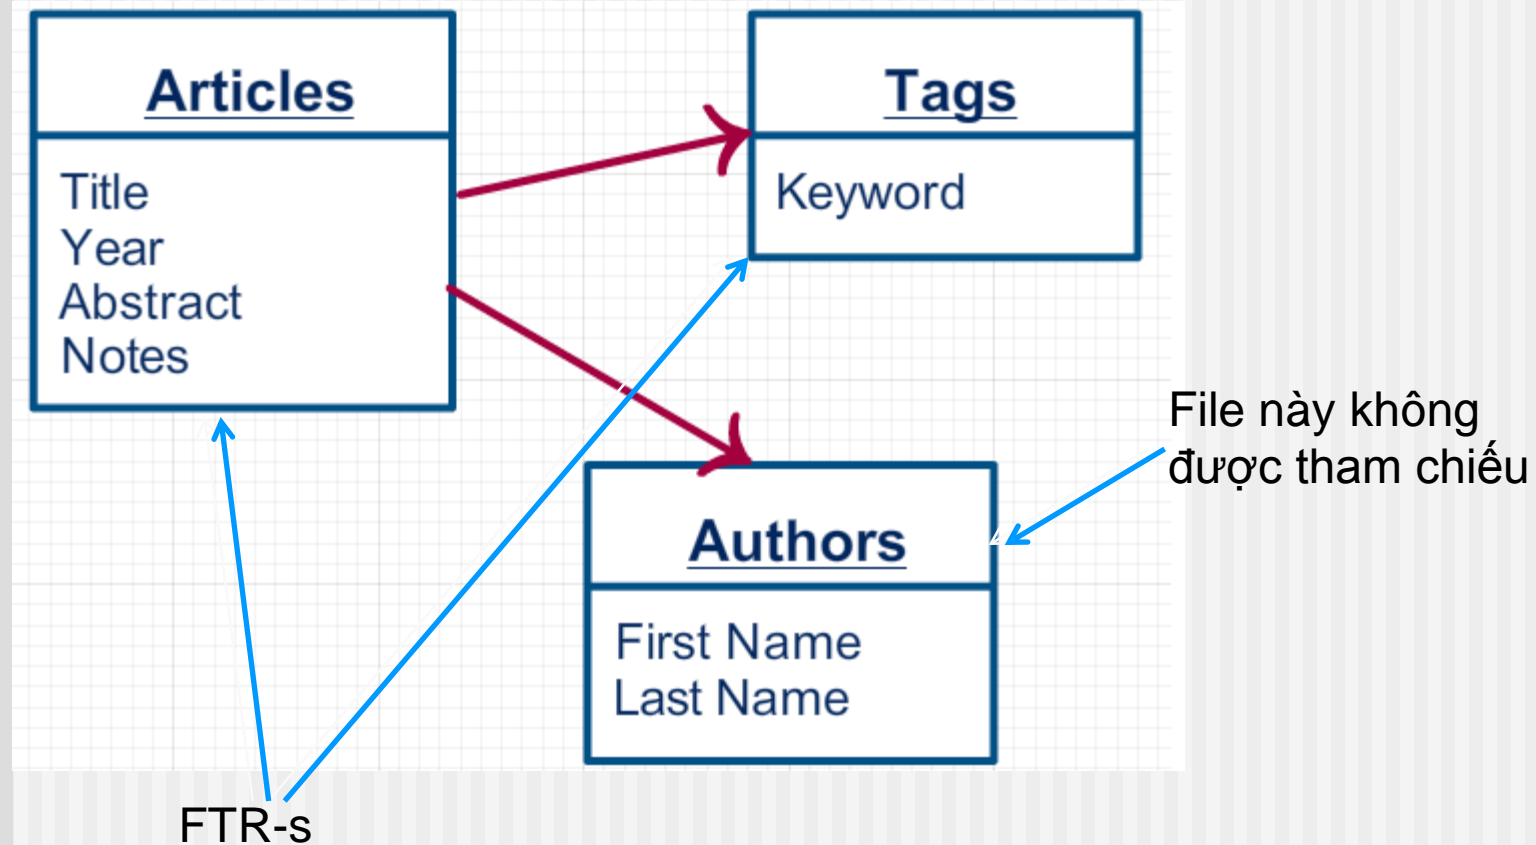 Articles
Title
Year
Abstract
Notes
Tags
Keyword
File này không
được tham chiếu
Authors
First Name
Last Name
FTR-s